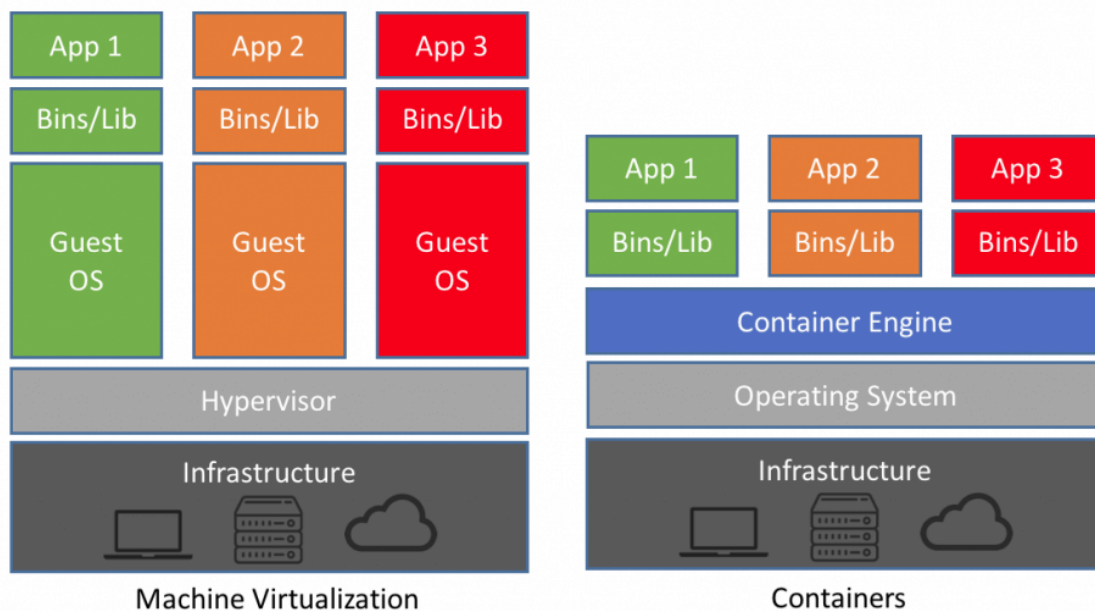 App 1
App 2
App 3
Bins/Lib
Bins/Lib
Bins/Lib
Guest
OS
Guest
OS
Guest
OS
Hypervisor
Infrastructure
Machine Virtualization
App 1
App 2
App 3
Bins/Lib
Bins/Lib
Bins/Lib
Container Engine
Operating System
Infrastructure
Containers